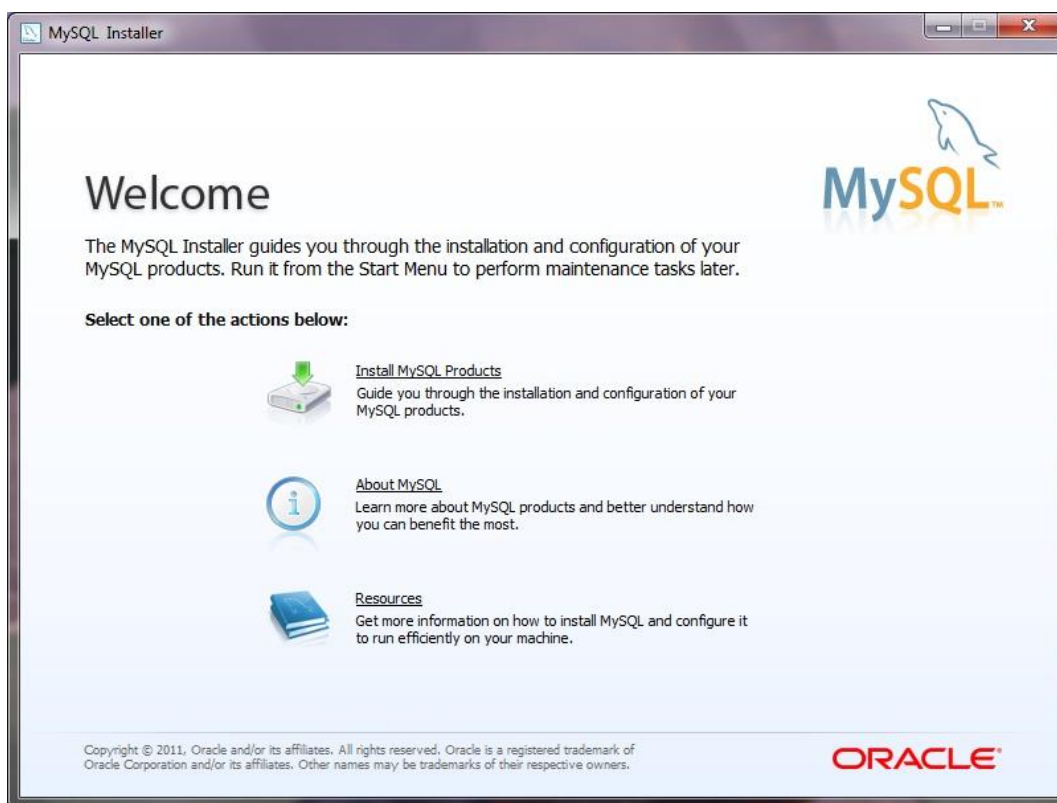 MySQL Installer
MySQL™
Welcome
The MySQL Installer guides you through the installation and configuration of your
MySQL products. Run it from the Start Menu to perform maintenance tasks later.
Select one of the actions below:
Install MySQL Products
Guide you through the installation and configuration of your
MySQL products.
About MySQL
Learn more about MySQL products and better understand how
you can benefit the most.
Resources
Get more information on how to install MySQL and configure it
to run efficiently on your machine.
Copyright © 2011, Oracle and/or its affiliates. All rights reserved. Oracle is a registered trademark of
Oracle Corporation and/or its affiliates. Other names may be trademarks of their respective owners.
ORACLE®